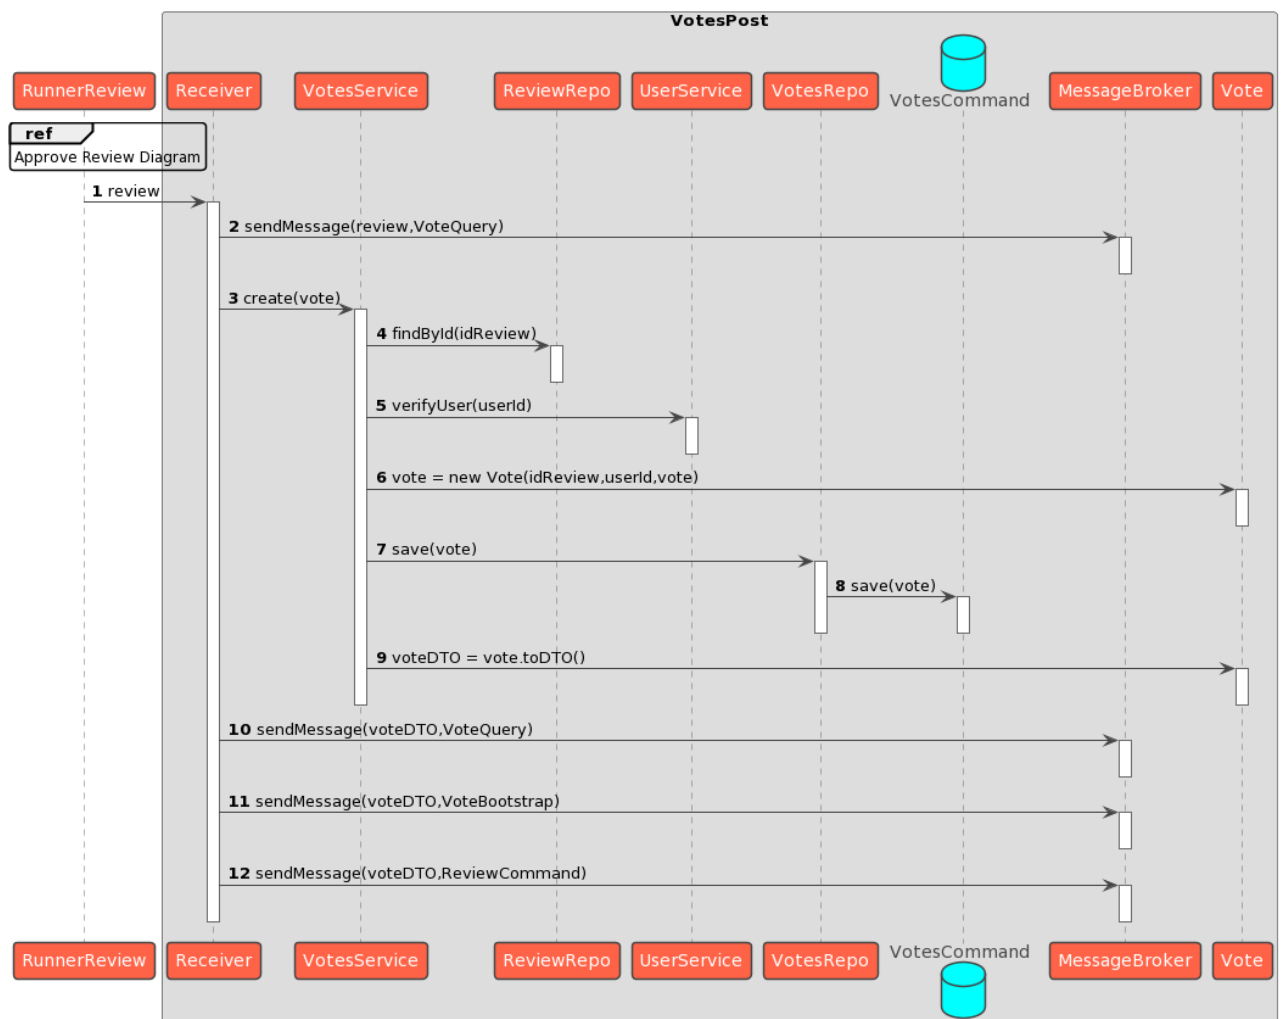 VotesPost
RunnerReview
Receiver
VotesService
ReviewRepo
UserService
VotesRepo
VotesCommand
MessageBroker
Vote
ref
Approve Review Diagram
1 review
2 sendMessage(review,VoteQuery)
3 create(vote)
4 findById(idReview)
5 verifyUser(userId)
6 vote = new Vote(idReview,userId,vote)
7 save(vote)
8 save(vote)
9 voteDTO = vote.toDTO()
10 sendMessage(voteDTO,VoteQuery)
11 sendMessage(voteDTO,VoteBootstrap)
12 sendMessage(voteDTO,ReviewCommand)
RunnerReview
Receiver
VotesService
ReviewRepo
UserService
VotesRepo
VotesCommand
MessageBroker
Vote